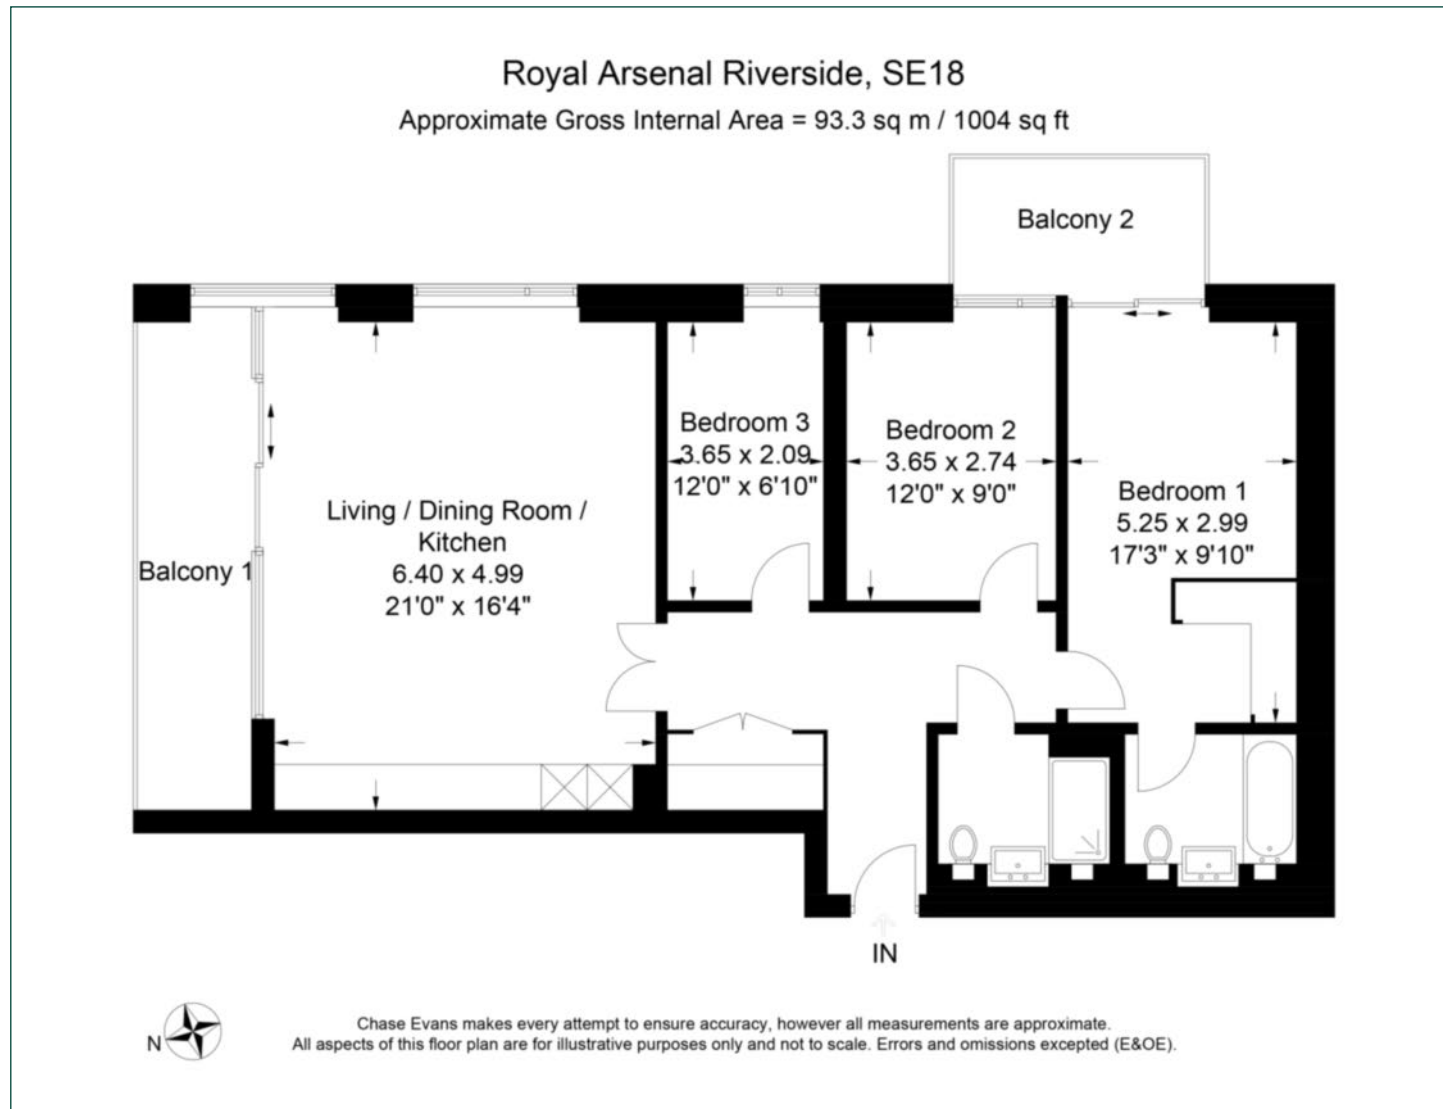 Royal Arsenal Riverside, SE18
Approximate Gross Internal Area = 93.3 sq m / 1004 sq ft
Balcony 2
Bedroom 3
3.65 x 2.09
12'0" x 6'10"
Bedroom 2
3.65 x 2.74
12'0" x 9'0"
Bedroom 1
5.25 x 2.99
17'3" x 9'10"
Living / Dining Room /
Kitchen
6.40 x 4.99
21'0" x 16'4"
Balcony 1
IN
N
Chase Evans makes every attempt to ensure accuracy, however all measurements are approximate.
All aspects of this floor plan are for illustrative purposes only and not to scale. Errors and omissions excepted (E&OE).